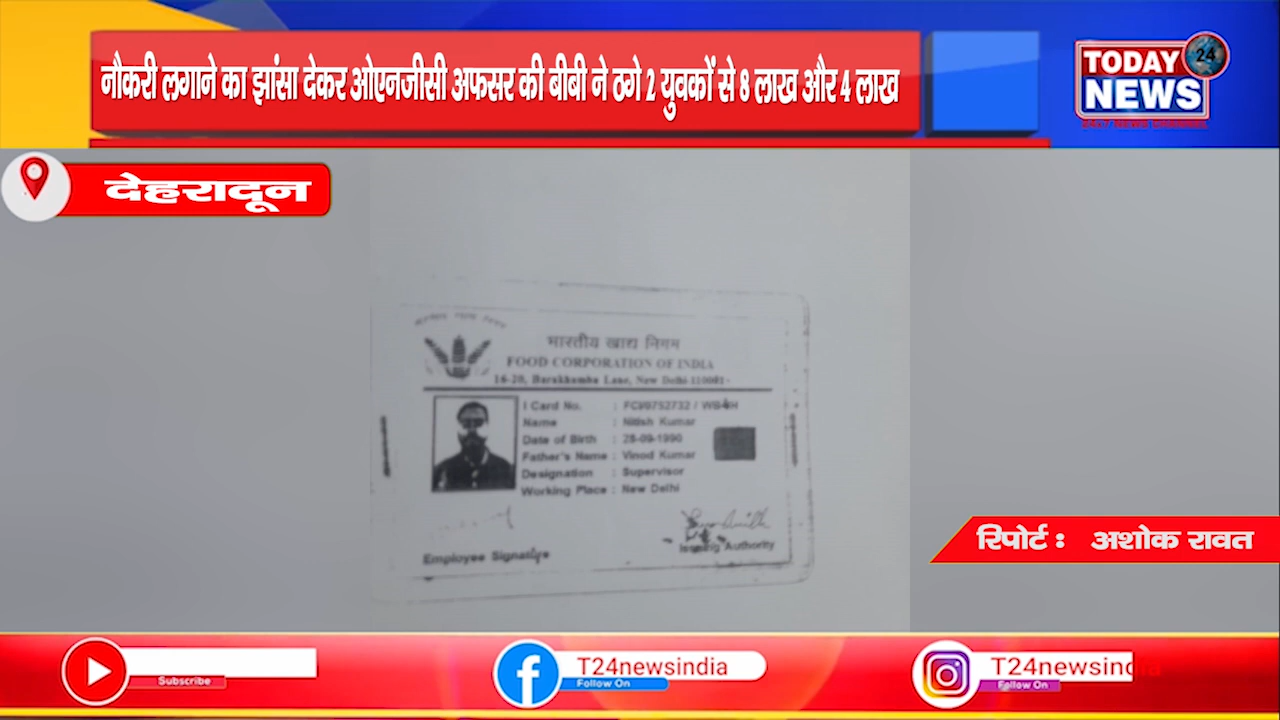 नौकरी लगाने का झांसा देकर ओएनजीसी अफसर की बीबी ने ठगे 2 युवकों से 8 लाख और 4 लाख
TODAY 24
NEWS
देहरादून
भारतीय खाद्य निगम
FOOD CORPORATION OF INDIA
16-20, Barakhamba Lane, New Delhi-110001
I Card No. :
Name : Nitish Kumar
Date of Birth : 25-09-1990
Father's Name : Vinod Kumar
Designation : Supervisor
Working Place : New Delhi
Employee Signature
Issuing Authority
रिपोर्ट : अशोक रावत
Subscribe
T24newsindia
Follow On
T24newsindia
Follow On